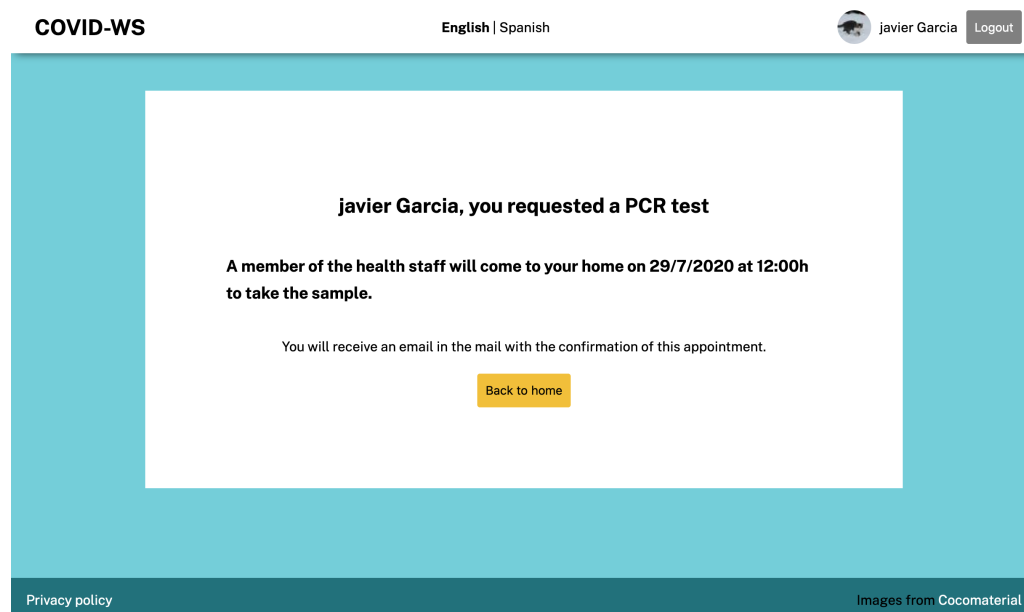 COVID-WS
English | Spanish
javier Garcia
Logout
javier Garcia, you requested a PCR test
A member of the health staff will come to your home on 29/7/2020 at 12:00h
to take the sample.
You will receive an email in the mail with the confirmation of this appointment.
Back to home
Privacy policy
Images from Cocomaterial